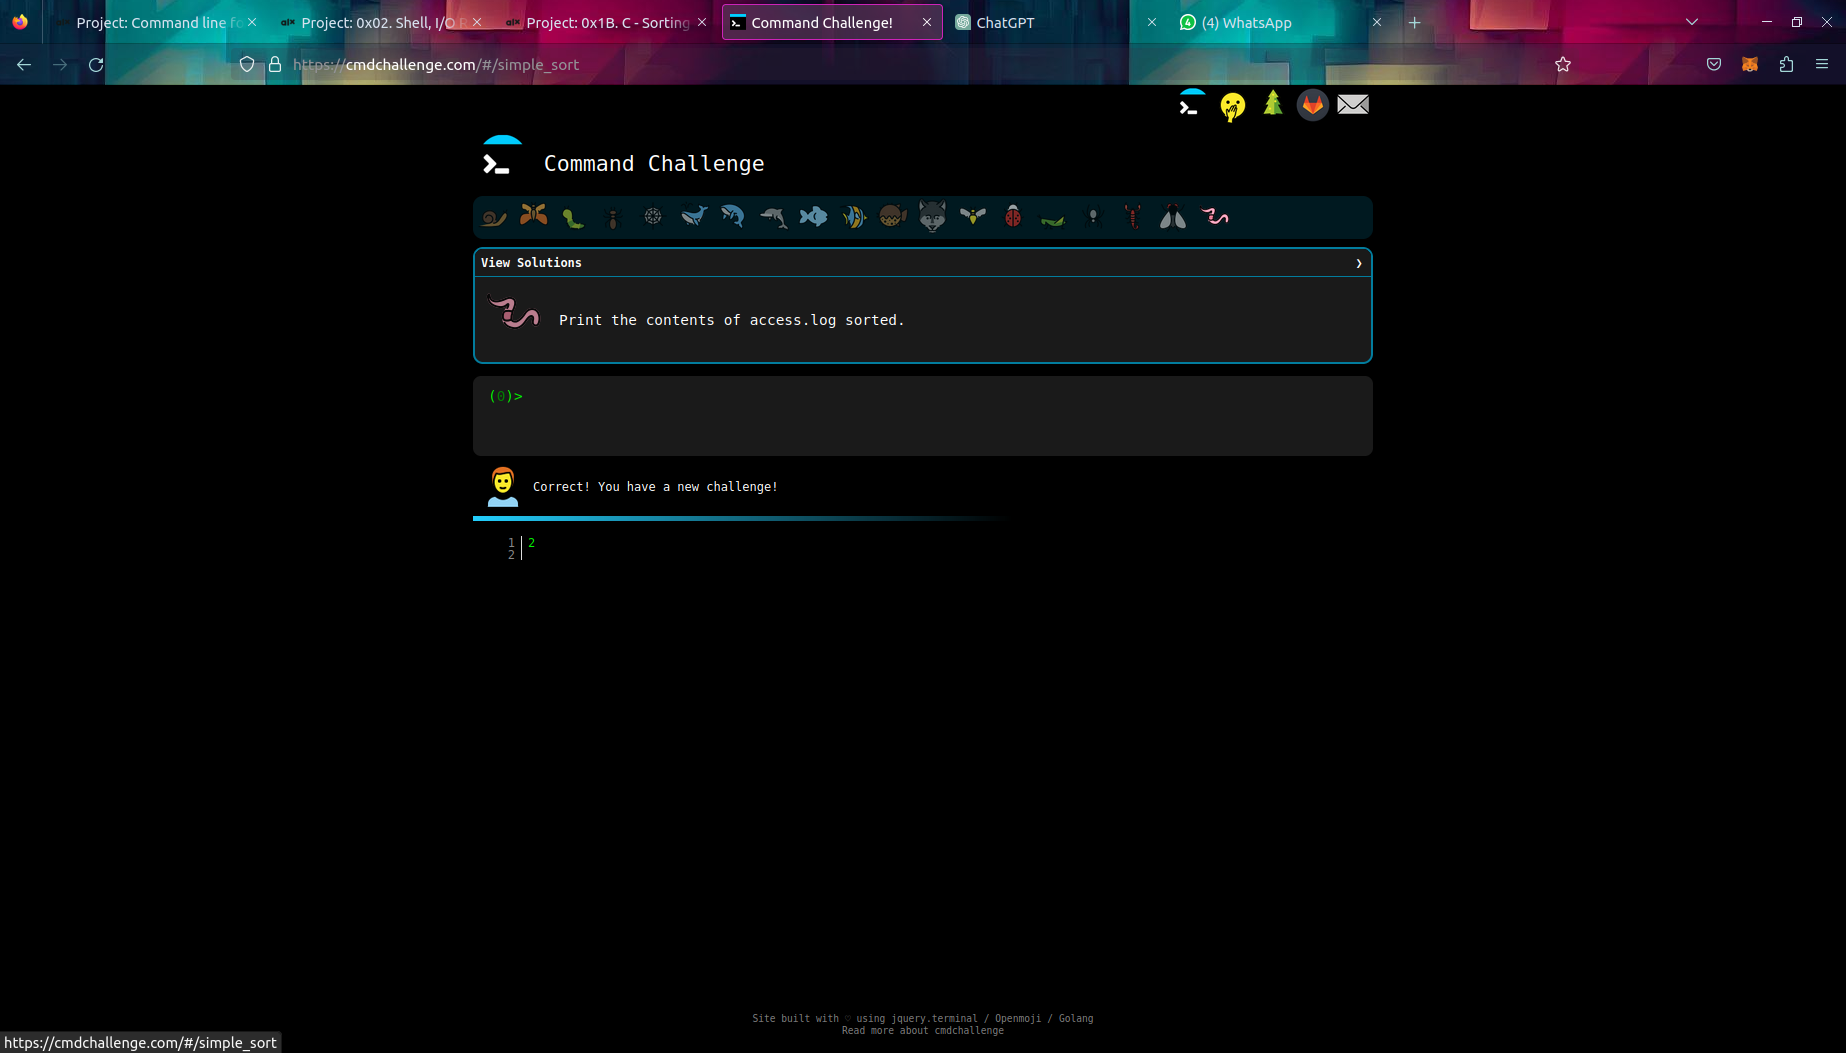 Project: Command line fo
Project: 0x02. Shell, I/O R
Project: 0x1B. C - Sorting
Command Challenge!
ChatGPT
(4) WhatsApp
https://cmdchallenge.com/#/simple_sort
Command Challenge
View Solutions
Print the contents of access.log sorted.
(0)>
Correct! You have a new challenge!
1 2
2
Site built with ♡ using jquery.terminal / Openmoji / Golang
Read more about cmdchallenge
https://cmdchallenge.com/#/simple_sort